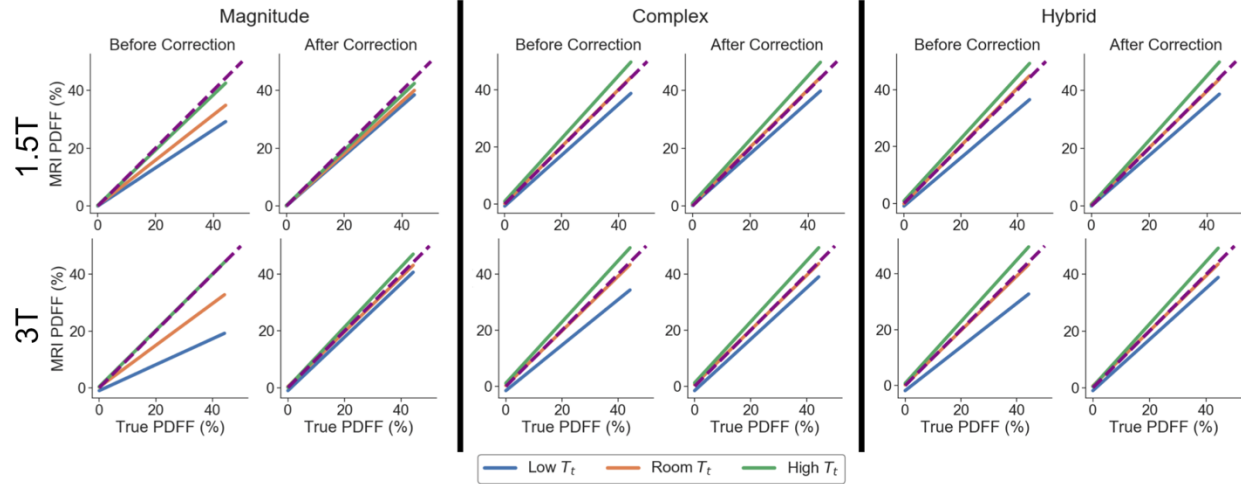 Magnitude
Complex
Hybrid
Before Correction
After Correction
Before Correction
After Correction
Before Correction
After Correction
1.5T
MRI PDFF (%)
40
20
0
0 20 40
0 20 40
40
20
0
0 20 40
0 20 40
40
20
0
0 20 40
0 20 40
3T
MRI PDFF (%)
40
20
0
0 20 40
0 20 40
40
20
0
0 20 40
0 20 40
40
20
0
0 20 40
0 20 40
True PDFF (%)
True PDFF (%)
True PDFF (%)
True PDFF (%)
True PDFF (%)
True PDFF (%)
Low Tₜ
Room Tₜ
High Tₜ